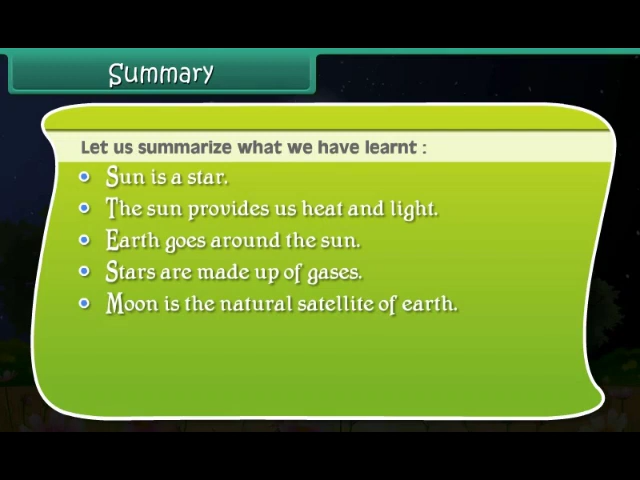 Summary
Let us summarize what we have learnt :
Sun is a star.
The sun provides us heat and light.
Earth goes around the sun.
Stars are made up of gases.
Moon is the natural satellite of earth.